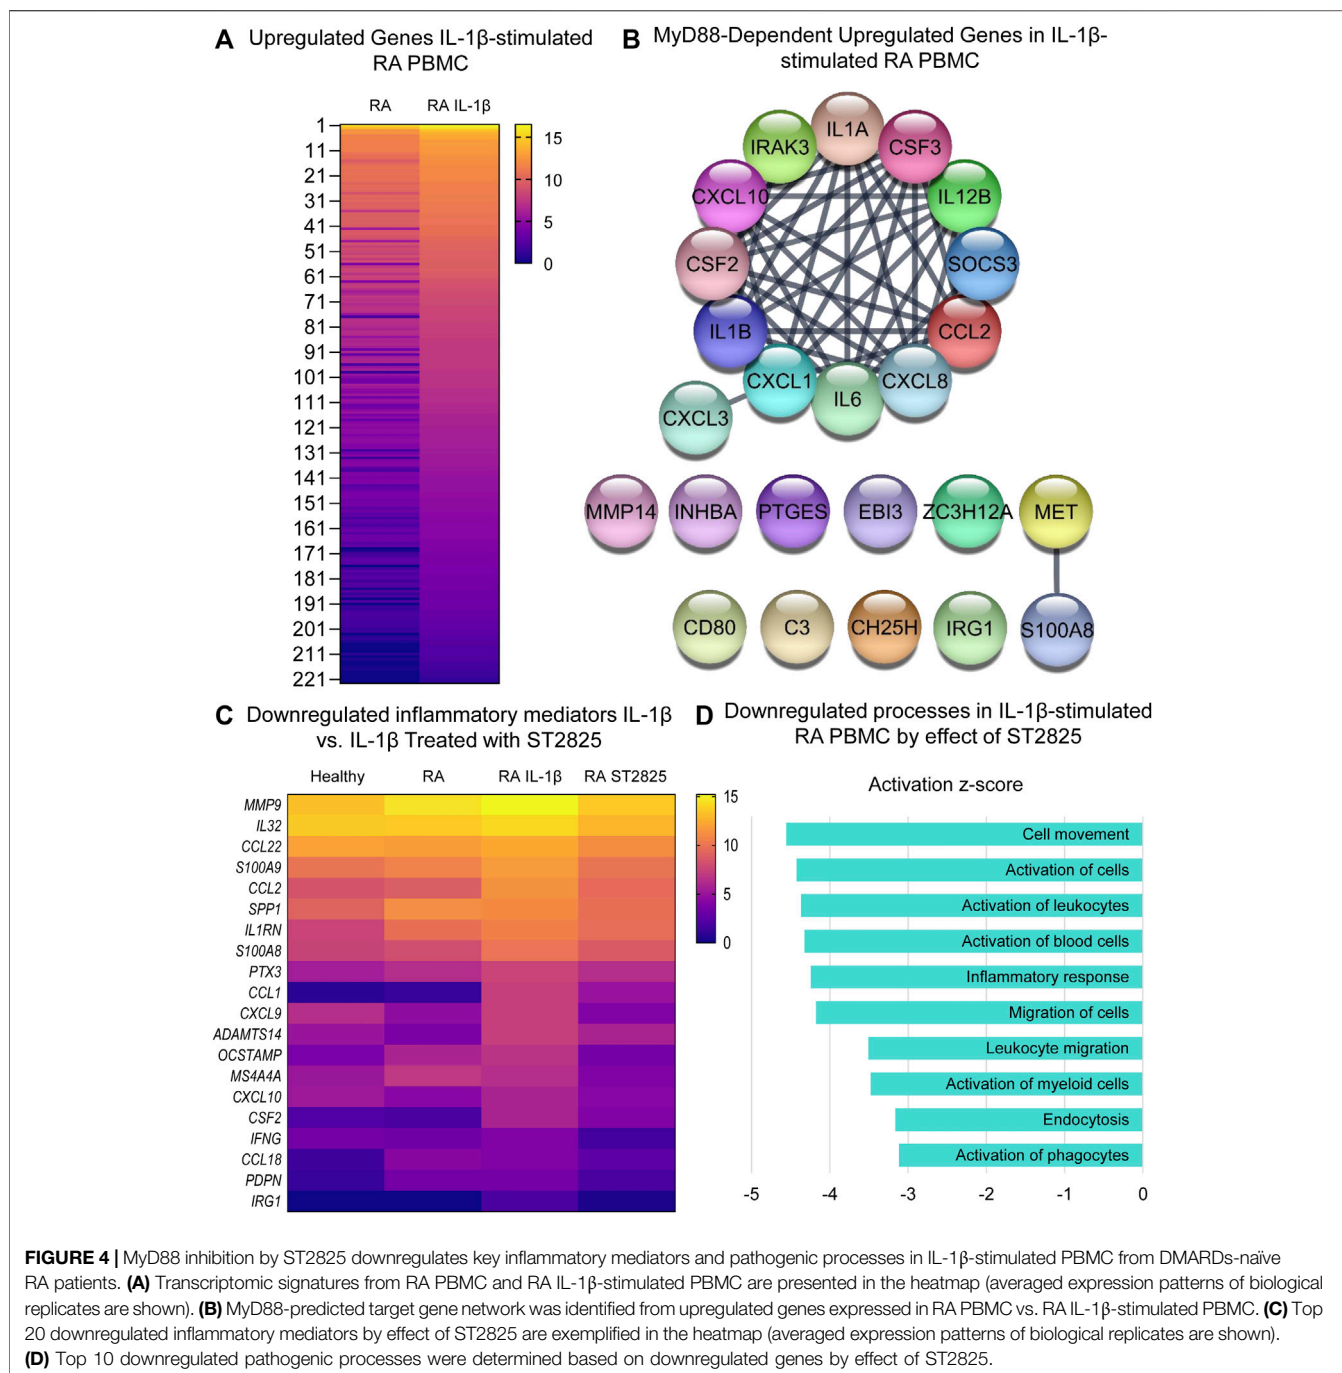 A Upregulated Genes IL-1β-stimulated
RA PBMC
RA RA IL-1β
1
11
21
31
41
51
61
71
81
91
101
111
121
131
141
151
161
171
181
191
201
211
221
15
10
5
0
B MyD88-Dependent Upregulated Genes in IL-1β-
stimulated RA PBMC
IL1A
IRAK3
CSF3
CXCL10
IL12B
CSF2
SOCS3
IL1B
CCL2
CXCL1
CXCL8
IL6
CXCL3
MMP14 INHBA PTGES EBI3 ZC3H12A MET
CD80 C3 CH25H IRG1 S100A8
C Downregulated inflammatory mediators IL-1β
vs. IL-1β Treated with ST2825
Healthy RA RA IL-1β RA ST2825
MMP9
IL32
CCL22
S100A9
CCL2
SPP1
IL1RN
S100A8
PTX3
CCL1
CXCL9
ADAMTS14
OCSTAMP
MS4A4A
CXCL10
CSF2
IFNG
CCL18
PDPN
IRG1
15
10
5
0
D Downregulated processes in IL-1β-stimulated
RA PBMC by effect of ST2825
Activation z-score
Cell movement
Activation of cells
Activation of leukocytes
Activation of blood cells
Inflammatory response
Migration of cells
Leukocyte migration
Activation of myeloid cells
Endocytosis
Activation of phagocytes
-5 -4 -3 -2 -1 0
FIGURE 4 | MyD88 inhibition by ST2825 downregulates key inflammatory mediators and pathogenic processes in IL-1β-stimulated PBMC from DMARDs-naïve
RA patients. (A) Transcriptomic signatures from RA PBMC and RA IL-1β-stimulated PBMC are presented in the heatmap (averaged expression patterns of biological
replicates are shown). (B) MyD88-predicted target gene network was identified from upregulated genes expressed in RA PBMC vs. RA IL-1β-stimulated PBMC. (C) Top
20 downregulated inflammatory mediators by effect of ST2825 are exemplified in the heatmap (averaged expression patterns of biological replicates are shown).
(D) Top 10 downregulated pathogenic processes were determined based on downregulated genes by effect of ST2825.